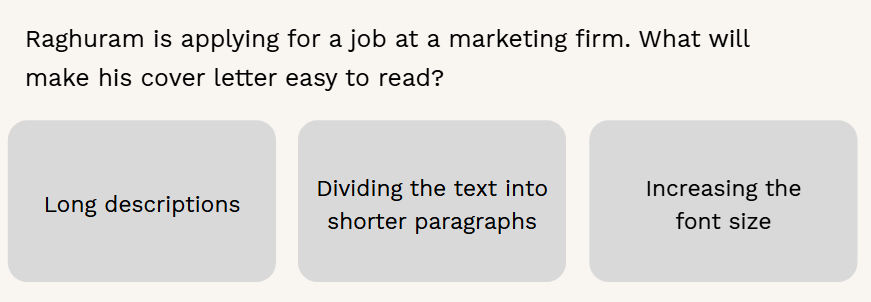 Raghuram is applying for a job at a marketing firm. What will
make his cover letter easy to read?
Long descriptions
Dividing the text into
shorter paragraphs
Increasing the
font size